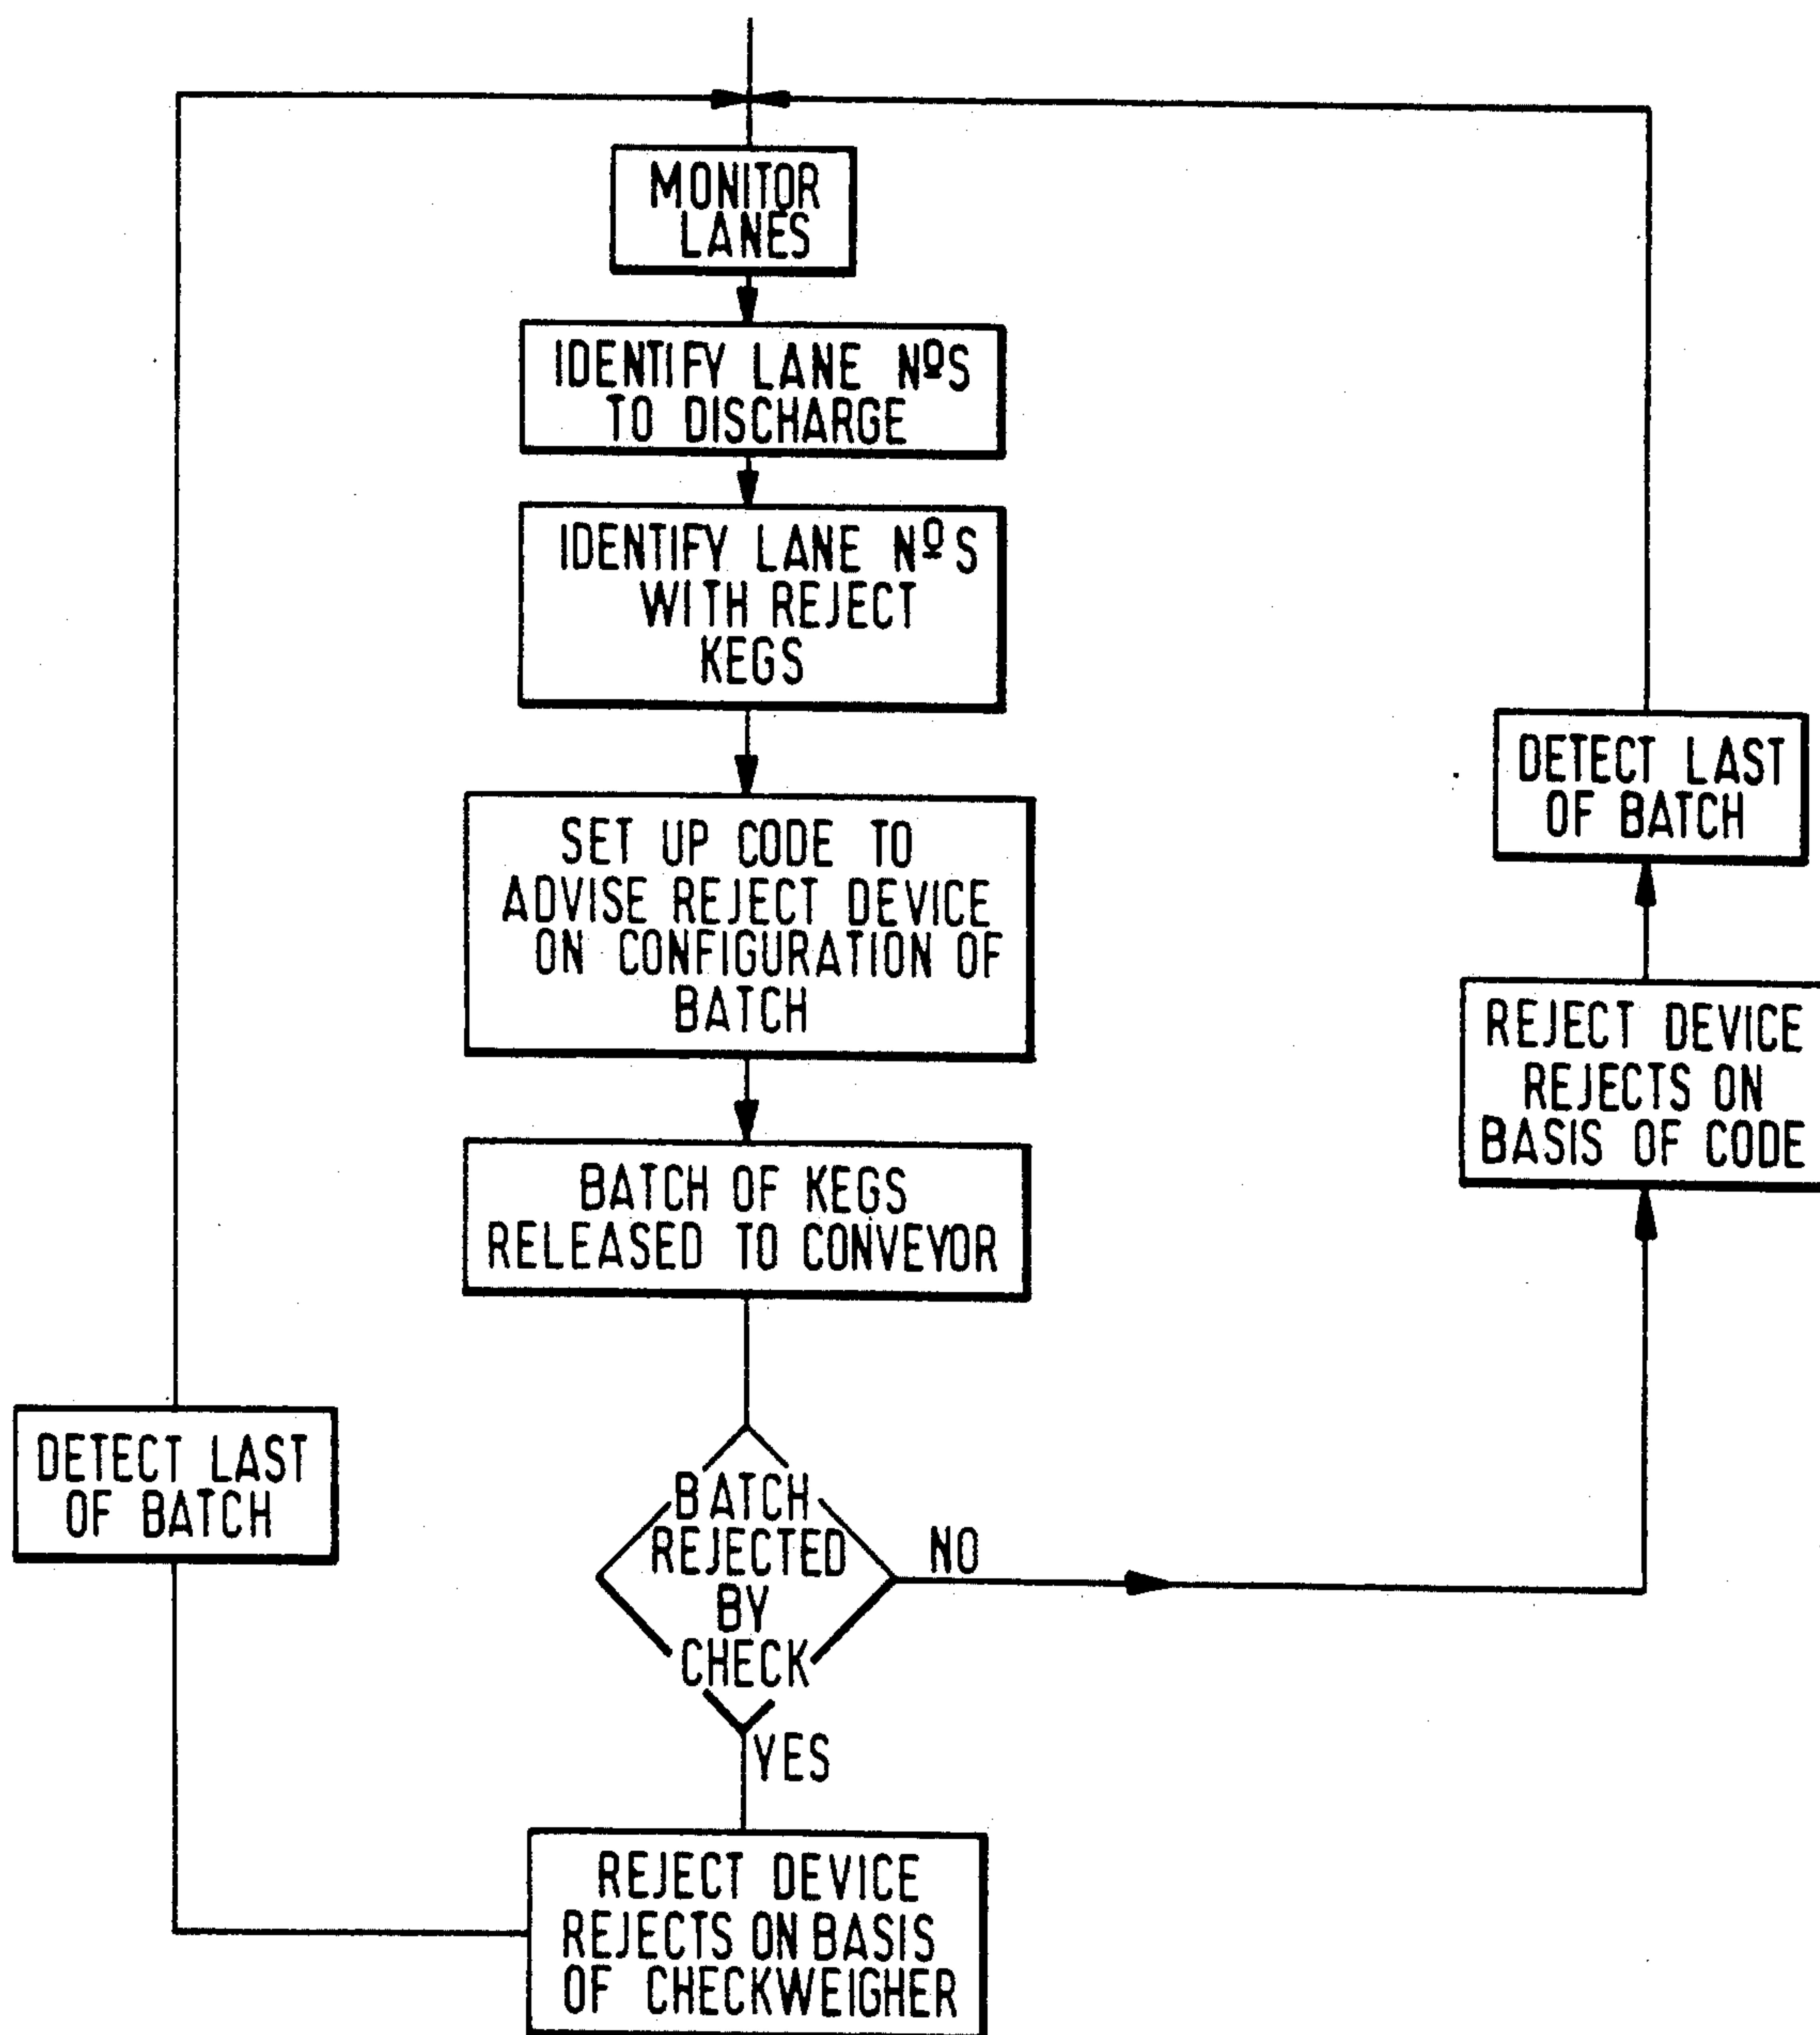 MONITOR
LANES
IDENTIFY LANE NºS
TO DISCHARGE
IDENTIFY LANE NºS
WITH REJECT
KEGS
SET UP CODE TO
ADVISE REJECT DEVICE
ON CONFIGURATION OF
BATCH
BATCH OF KEGS
RELEASED TO CONVEYOR
BATCH
REJECTED
BY
CHECK
NO
YES
REJECT DEVICE
REJECTS ON BASIS
OF CHECKWEIGHER
DETECT LAST
OF BATCH
REJECT DEVICE
REJECTS ON
BASIS OF CODE
DETECT LAST
OF BATCH